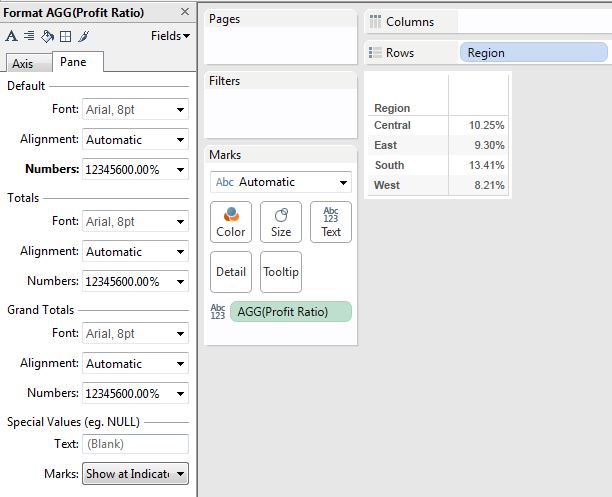 Format AGG(Profit Ratio)
Fields
Axis
Pane
Default
Font: Arial, 8pt
Alignment: Automatic
Numbers: 12345600.00%
Totals
Font: Arial, 8pt
Alignment: Automatic
Numbers: 12345600.00%
Grand Totals
Font: Arial, 8pt
Alignment: Automatic
Numbers: 12345600.00%
Special Values (eg. NULL)
Text: (Blank)
Marks: Show at Indicat
Pages
Filters
Marks
Abc Automatic
Color
Size
Abc
123
Text
Detail
Tooltip
Abc
123
AGG(Profit Ratio)
Columns
Rows
Region
Region
Central 10.25%
East 9.30%
South 13.41%
West 8.21%